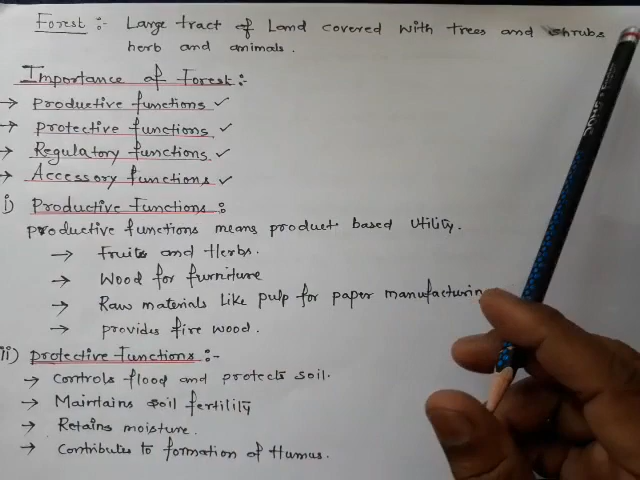 Forest :- Large tract of Land covered with trees and shrubs
herb and animals.
Importance of Forest :-
→ Productive functions ✓
→ Protective functions ✓
→ Regulatory functions ✓
→ Accessory functions ✓
i) Productive Functions :-
productive functions means product based utility.
→ Fruits and Herbs.
→ Wood for furniture
→ Raw materials like pulp for paper manufacturin
→ provides fire wood.
ii) protective Functions :-
→ Controls flood and protects soil.
→ Maintains soil fertility
→ Retains moisture.
→ Contributes to formation of Humus.